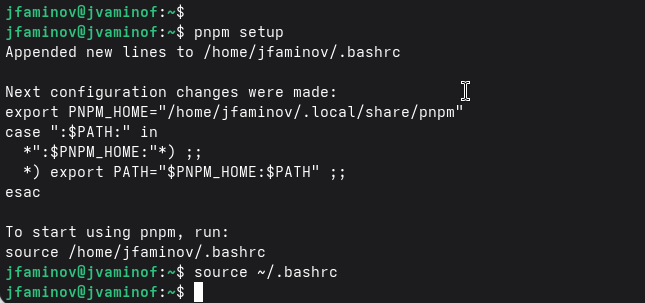 jfaminov@jvaminof:~$
jfaminov@jvaminof:~$ pnpm setup
Appended new lines to /home/jfaminov/.bashrc

Next configuration changes were made:
export PNPM_HOME="/home/jfaminov/.local/share/pnpm"
case ":$PATH:" in
  *":$PNPM_HOME:"*) ;;
  *) export PATH="$PNPM_HOME:$PATH" ;;
esac

To start using pnpm, run:
source /home/jfaminov/.bashrc
jfaminov@jvaminof:~$ source ~/.bashrc
jfaminov@jvaminof:~$